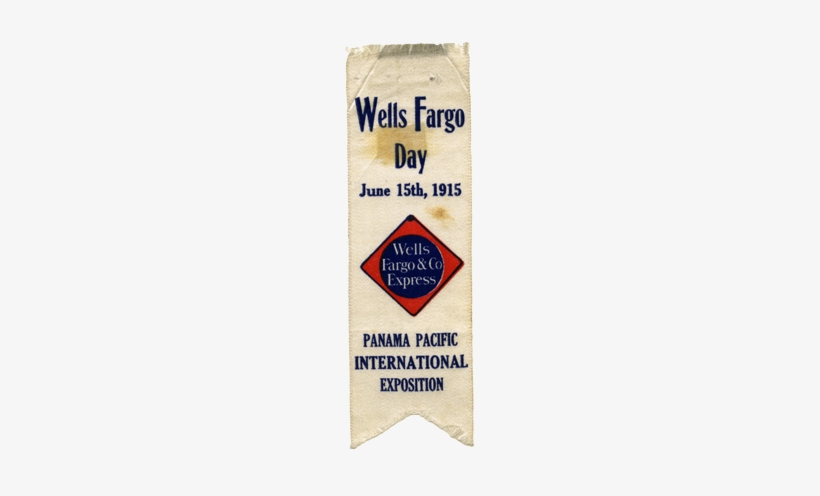 Wells Fargo
Day
June 15th, 1915
Wells
Fargo & Co
Express
PANAMA PACIFIC
INTERNATIONAL
EXPOSITION